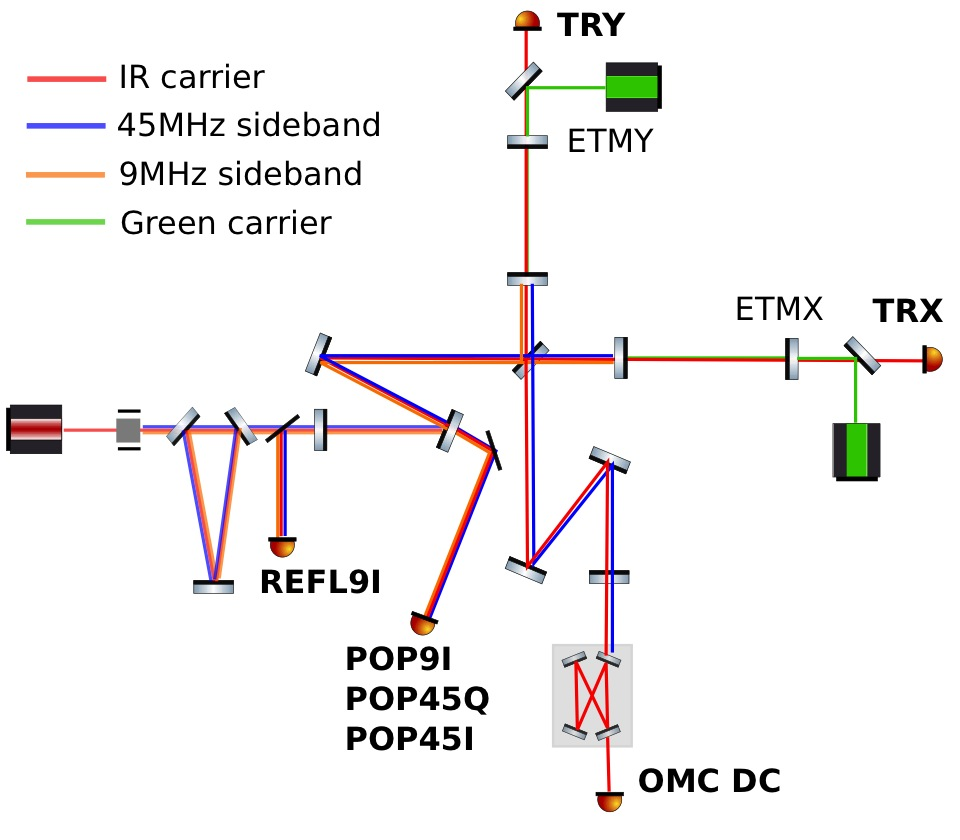 TRY
IR carrier
45MHz sideband
ETMY
9MHz sideband
Green carrier
ETMX
TRX
REFL9I
POP9I
POP45Q
POP45I
OMC DC